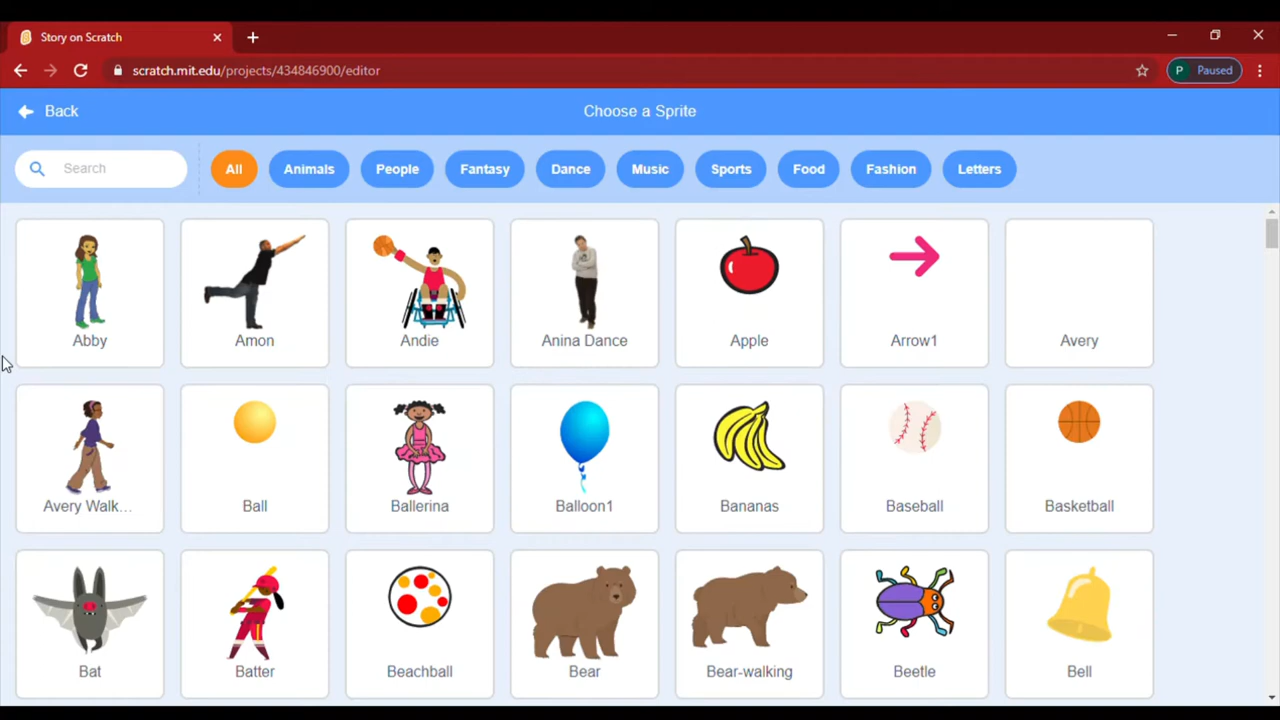 Story on Scratch
scratch.mit.edu/projects/434846900/editor
P Paused
Back
Choose a Sprite
Search
All
Animals
People
Fantasy
Dance
Music
Sports
Food
Fashion
Letters
Abby
Amon
Andie
Anina Dance
Apple
Arrow1
Avery
Avery Walk...
Ball
Ballerina
Balloon1
Bananas
Baseball
Basketball
Bat
Batter
Beachball
Bear
Bear-walking
Beetle
Bell